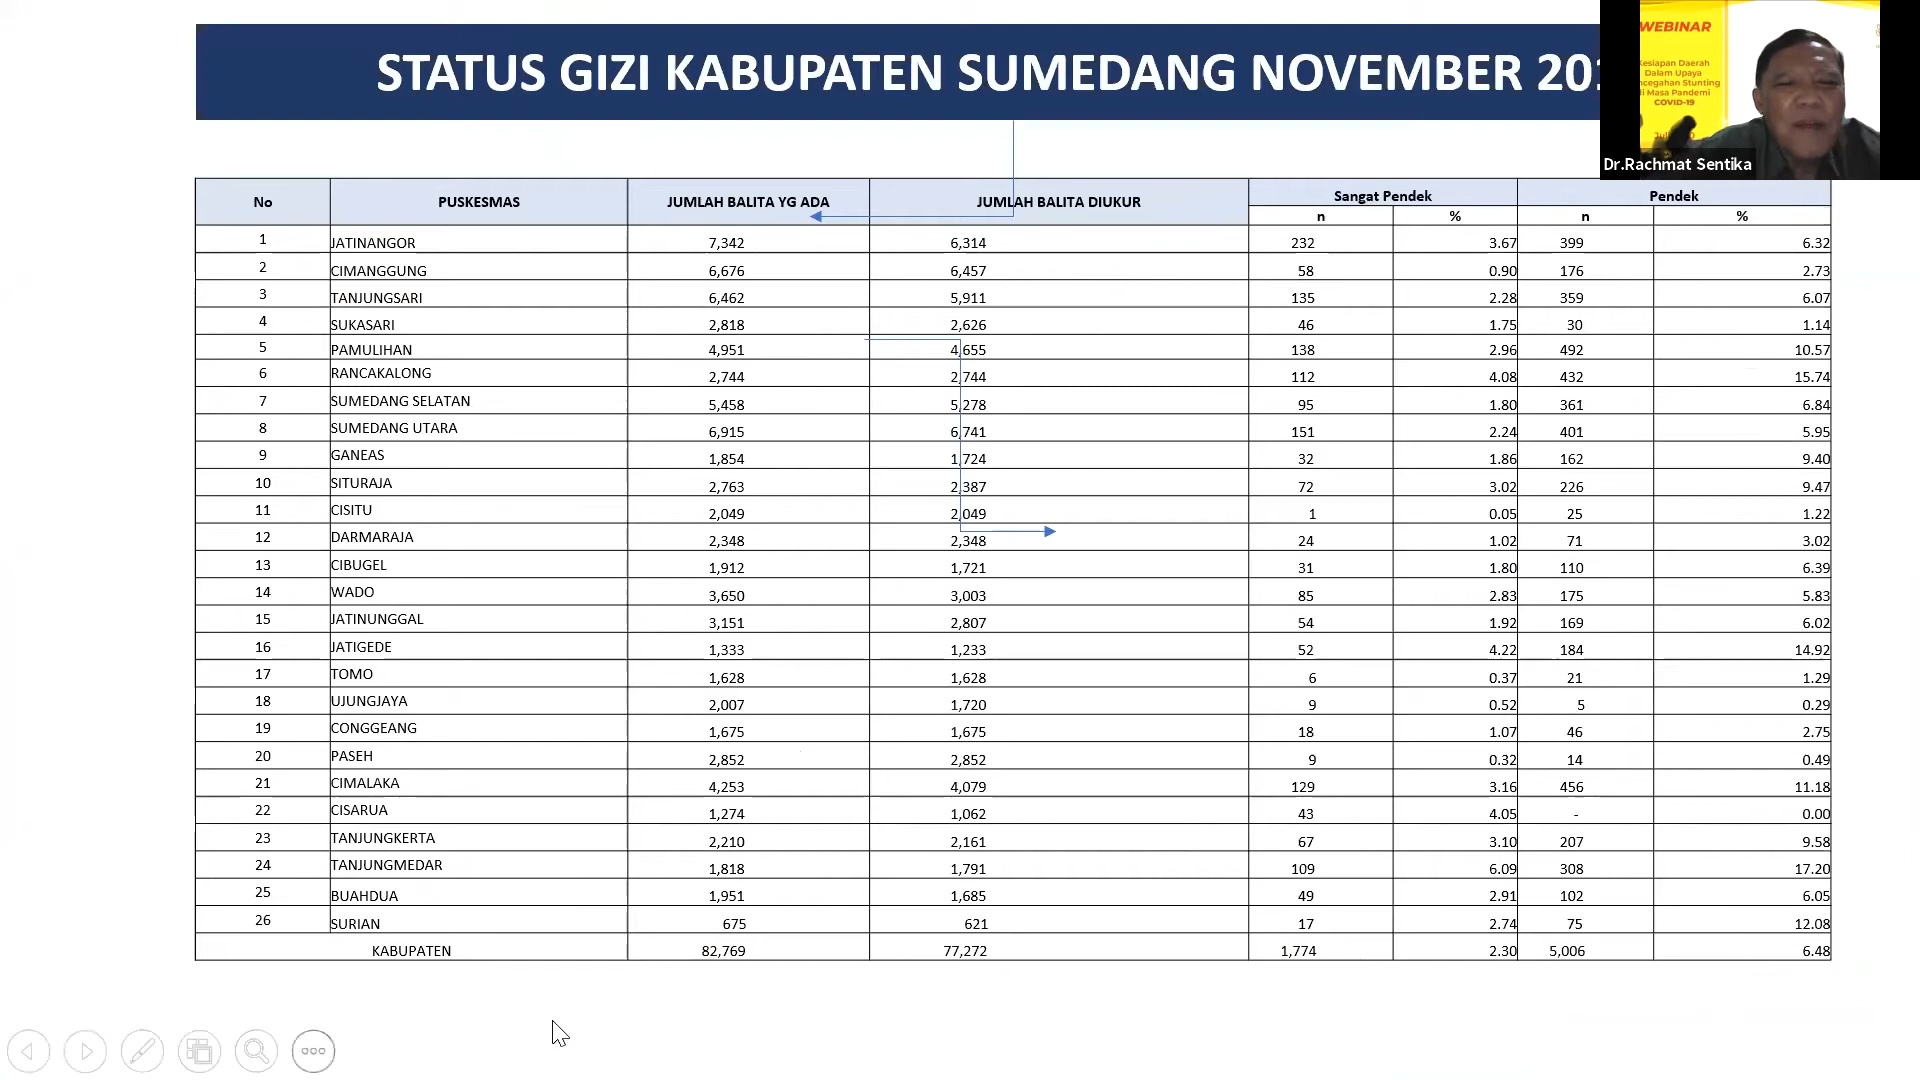 STATUS GIZI KABUPATEN SUMEDANG NOVEMBER 201
WEBINAR
Kesiapan Daerah
Dalam Upaya
Stunting
di Masa Pandemi
COVID-19
Dr.Rachmat Sentika
No PUSKESMAS JUMLAH BALITA YG ADA JUMLAH BALITA DIUKUR Sangat Pendek Pendek
n % n %
1 JATINANGOR 7,342 6,314 232 3.67 399 6.32
2 CIMANGGUNG 6,676 6,457 58 0.90 176 2.73
3 TANJUNGSARI 6,462 5,911 135 2.28 359 6.07
4 SUKASARI 2,818 2,626 46 1.75 30 1.14
5 PAMULIHAN 4,951 4,655 138 2.96 492 10.57
6 RANCAKALONG 2,744 2,744 112 4.08 432 15.74
7 SUMEDANG SELATAN 5,458 5,278 95 1.80 361 6.84
8 SUMEDANG UTARA 6,915 6,741 151 2.24 401 5.95
9 GANEAS 1,854 1,724 32 1.86 162 9.40
10 SITURAJA 2,763 2,387 72 3.02 226 9.47
11 CISITU 2,049 2,049 1 0.05 25 1.22
12 DARMARAJA 2,348 2,348 24 1.02 71 3.02
13 CIBUGEL 1,912 1,721 31 1.80 110 6.39
14 WADO 3,650 3,003 85 2.83 175 5.83
15 JATINUNGGAL 3,151 2,807 54 1.92 169 6.02
16 JATIGEDE 1,333 1,233 52 4.22 184 14.92
17 TOMO 1,628 1,628 6 0.37 21 1.29
18 UJUNGJAYA 2,007 1,720 9 0.52 5 0.29
19 CONGGEANG 1,675 1,675 18 1.07 46 2.75
20 PASEH 2,852 2,852 9 0.32 14 0.49
21 CIMALAKA 4,253 4,079 129 3.16 456 11.18
22 CISARUA 1,274 1,062 43 4.05 - 0.00
23 TANJUNGKERTA 2,210 2,161 67 3.10 207 9.58
24 TANJUNGMEDAR 1,818 1,791 109 6.09 308 17.20
25 BUAHDUA 1,951 1,685 49 2.91 102 6.05
26 SURIAN 675 621 17 2.74 75 12.08
KABUPATEN 82,769 77,272 1,774 2.30 5,006 6.48